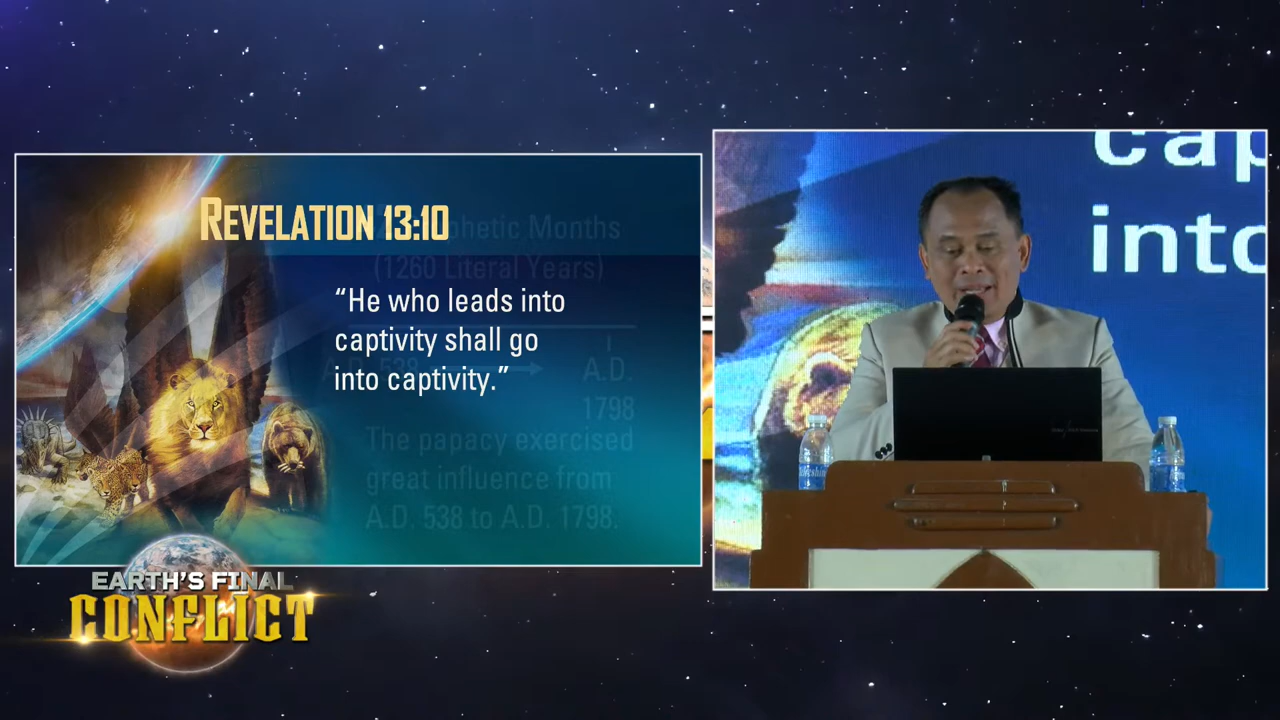 REVELATION 13:10
Prophetic Months
(1260 Literal Years)
“He who leads into
captivity shall go
into captivity.”
A.D. 538
A.D.
1798
The papacy exercised
great influence from
A.D. 538 to A.D. 1798.
EARTH'S FINAL
CONFLICT
into